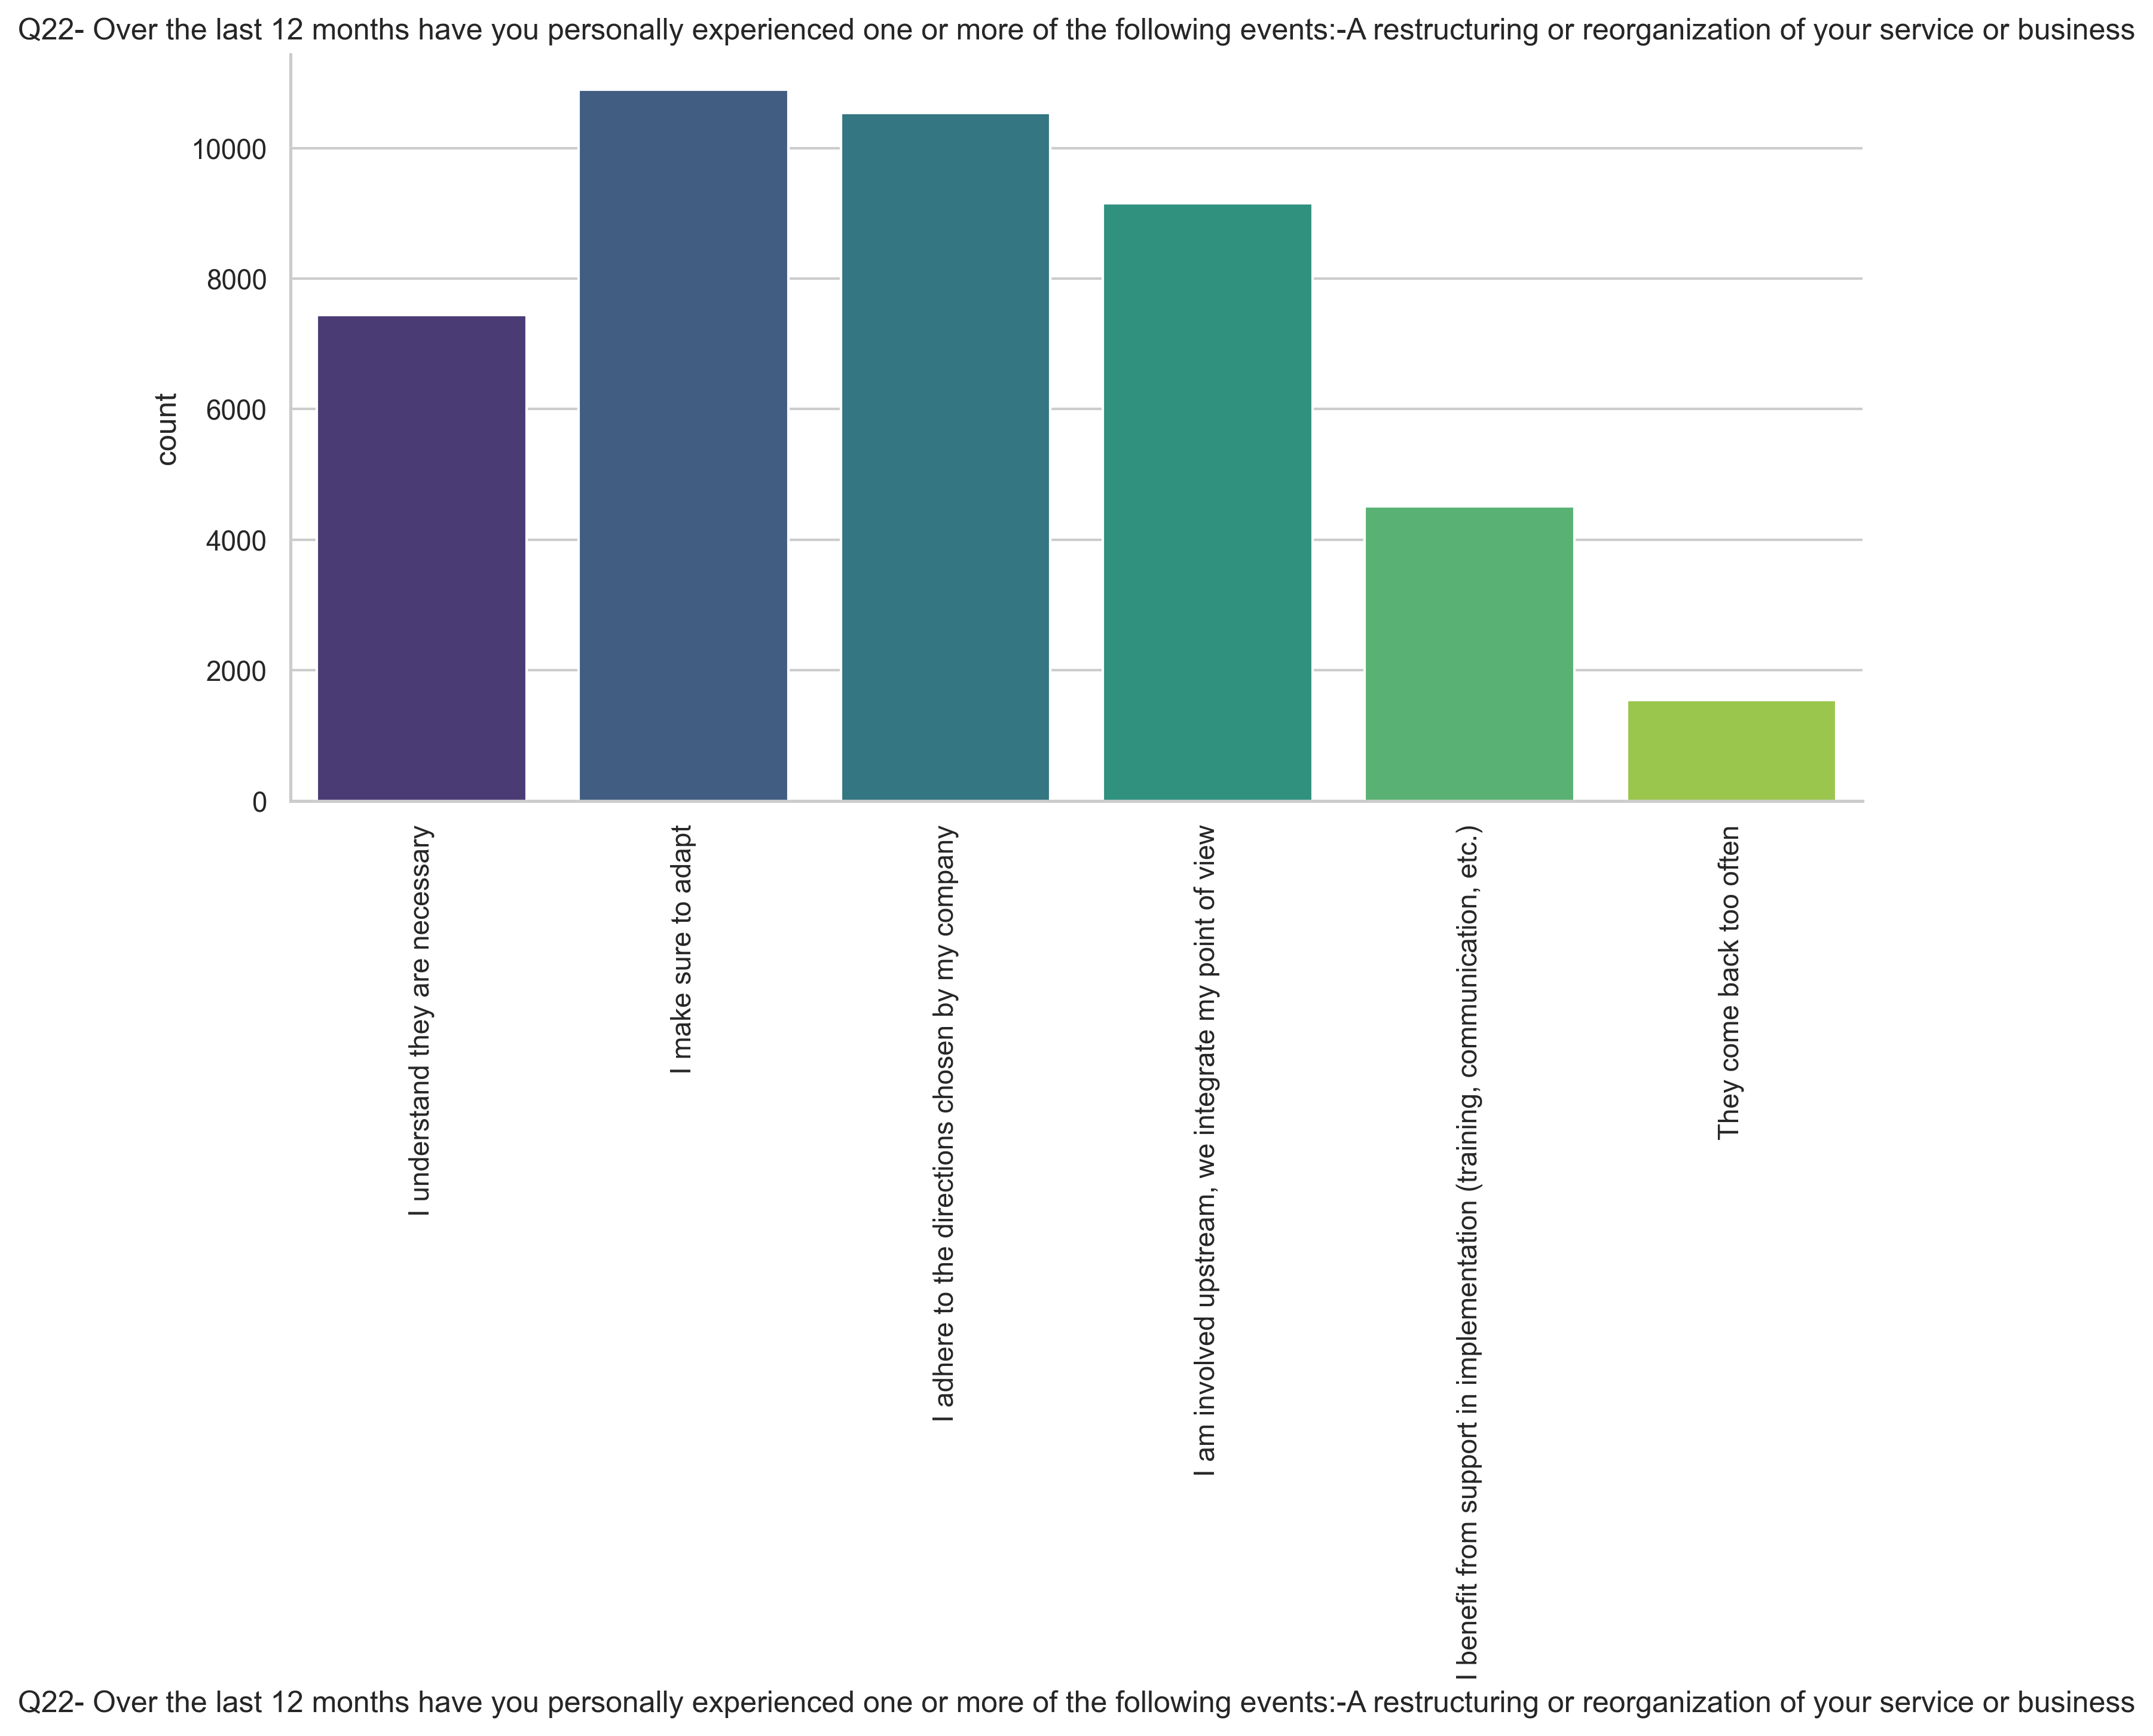 Q22- Over the last 12 months have you personally experienced one or more of the following events:-A restructuring or reorganization of your service or business
10000
8000
6000
4000
2000
0
count
I understand they are necessary
I make sure to adapt
I adhere to the directions chosen by my company
I am involved upstream, we integrate my point of view
I benefit from support in implementation (training, communication, etc.)
They come back too often
Q22- Over the last 12 months have you personally experienced one or more of the following events:-A restructuring or reorganization of your service or business